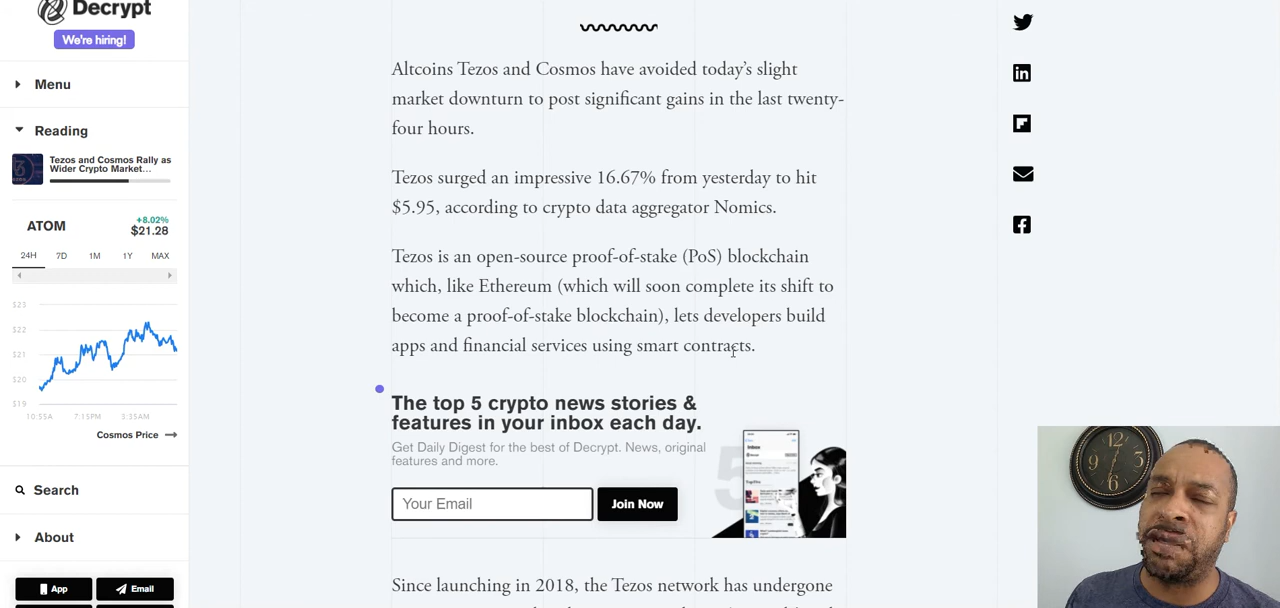 Decrypt
We're hiring!
Menu
Reading
Tezos and Cosmos Rally as
Wider Crypto Market...
ATOM
+8.02%
$21.28
24H 7D 1M 1Y MAX
$23
$22
$21
$20
$19
10:55A 7:15PM 3:35AM
Cosmos Price
Search
About
App
Email
Altcoins Tezos and Cosmos have avoided today's slight
market downturn to post significant gains in the last twenty-
four hours.
Tezos surged an impressive 16.67% from yesterday to hit
$5.95, according to crypto data aggregator Nomics.
Tezos is an open-source proof-of-stake (PoS) blockchain
which, like Ethereum (which will soon complete its shift to
become a proof-of-stake blockchain), lets developers build
apps and financial services using smart contracts.
The top 5 crypto news stories &
features in your inbox each day.
Get Daily Digest for the best of Decrypt. News, original
features and more.
Your Email
Join Now
5
Inbox
Since launching in 2018, the Tezos network has undergone
12
3
6
9